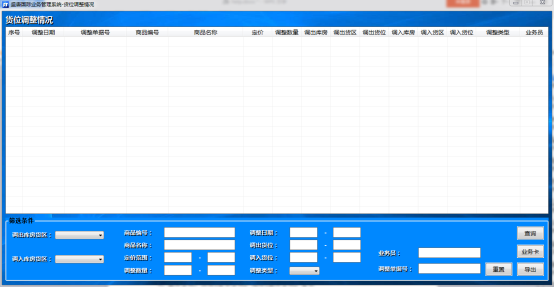 盛康国际业务管理系统-货位调整情况
货位调整情况
序号 调整日期 调整单据号 商品编号 商品名称 定价 调整数量 调出库房 调出货区 调出货位 调入库房 调入货区 调入货位 调整类型 业务员
筛选条件
调出库房货区： 商品编号： 调整日期： - 查询
商品名称： 调出货位： -
业务员： 业务卡
调入库房货区： 定价范围： - 调入货位： -
调整数量： - 调整类型： 调整单据号： 重置 导出